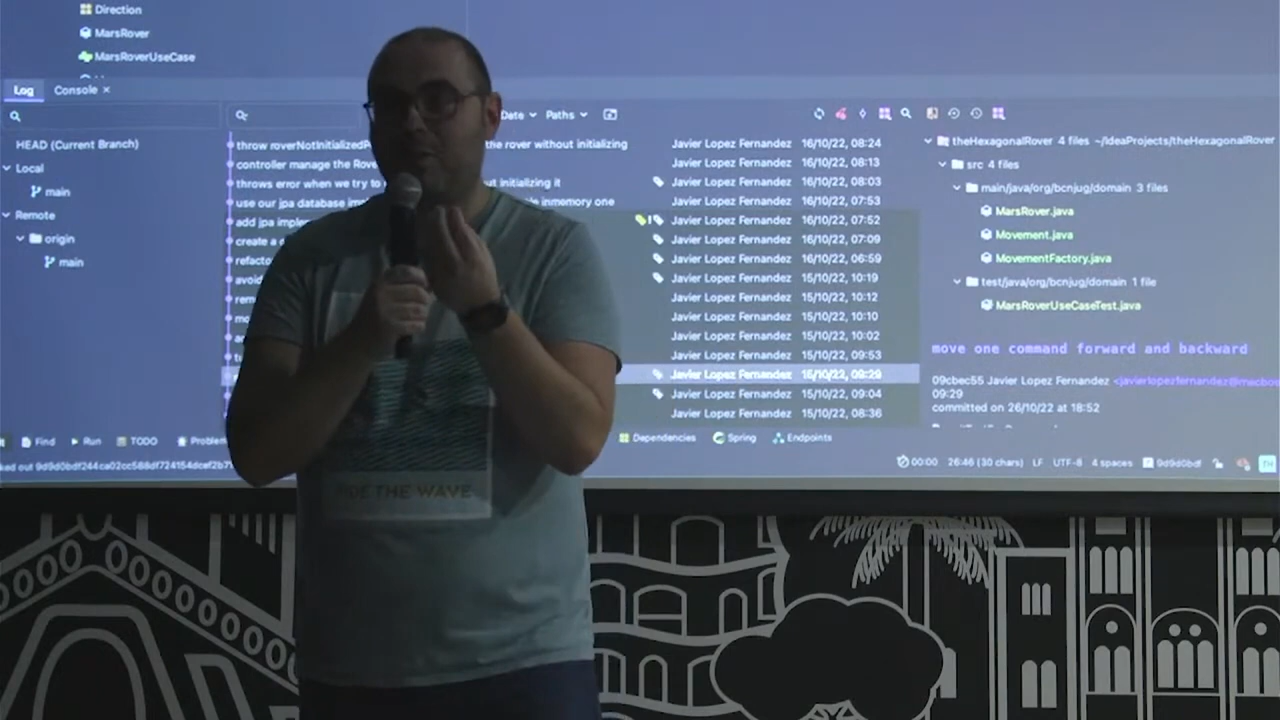 Direction
MarsRover
MarsRoverUseCase
Log
Console
Date
Paths
HEAD (Current Branch)
Local
main
Remote
origin
main
throw the rover without initializing
controller manage the
throws error when we try to initializing it
use our jpa database inmemory one
add jpa
create a
Javier Lopez Fernandez 16/10/22, 08:24
Javier Lopez Fernandez 16/10/22, 08:13
Javier Lopez Fernandez 16/10/22, 08:03
Javier Lopez Fernandez 16/10/22, 07:53
Javier Lopez Fernandez 16/10/22, 07:52
Javier Lopez Fernandez 16/10/22, 07:09
Javier Lopez Fernandez 16/10/22, 06:59
Javier Lopez Fernandez 15/10/22, 10:19
Javier Lopez Fernandez 15/10/22, 10:12
Javier Lopez Fernandez 15/10/22, 10:10
Javier Lopez Fernandez 15/10/22, 10:02
Javier Lopez Fernandez 15/10/22, 09:53
Javier Lopez Fernandez 15/10/22, 09:29
Javier Lopez Fernandez 15/10/22, 09:04
Javier Lopez Fernandez 15/10/22, 08:36
theHexagonalRover 4 files ~/IdeaProjects/theHexagonalRover
src 4 files
main/java/org/bcnjug/domain 3 files
MarsRover.java
Movement.java
MovementFactory.java
test/java/org/bcnjug/domain 1 file
MarsRoverUseCaseTest.java
move one command forward and backward
09cbec55 Javier Lopez Fernandez
09:29
committed on 26/10/22 at 18:52
Find
Run
TODO
Dependencies
Spring
Endpoints
00:00
26:46 (30 chars)
LF
UTF-8
4 spaces
9d9d0bdf
THE WAVE